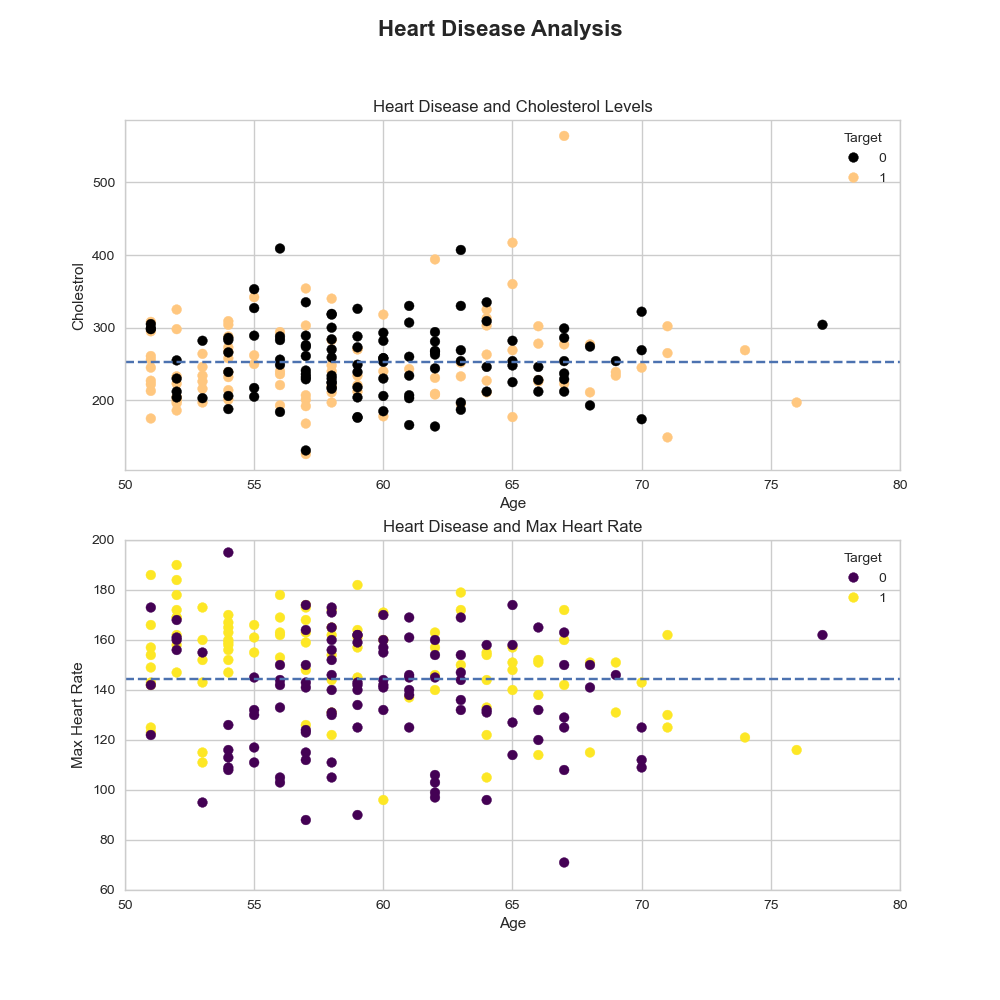 Heart Disease Analysis
Heart Disease and Cholesterol Levels
Target
0
1
500
400
300
200
Cholestrol
50 55 60 65 70 75 80
Age
Heart Disease and Max Heart Rate
Target
0
1
200
180
160
140
120
100
80
60
Max Heart Rate
50 55 60 65 70 75 80
Age